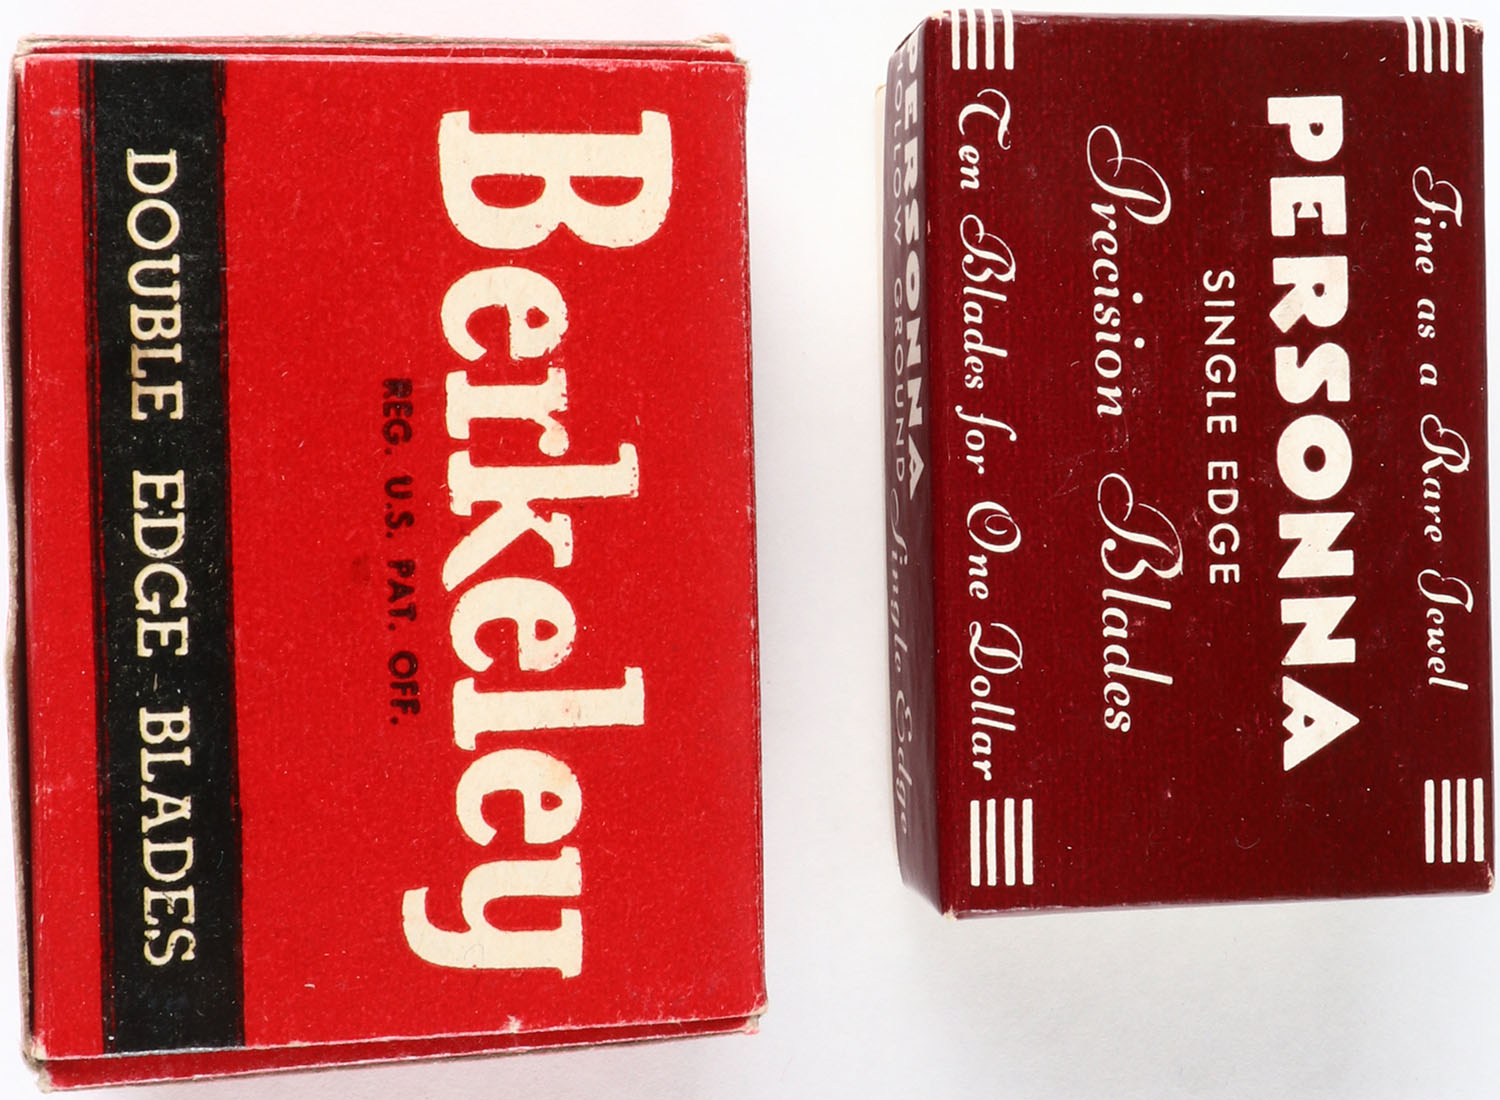 Berkeley
REG. U.S. PAT. OFF.
DOUBLE EDGE BLADES
Fine as a Rare Jewel
PERSONA
SINGLE EDGE
Precision Blades
Ten Blades for One Dollar
PERSONNA
HOLLOW GROUND Single Edge